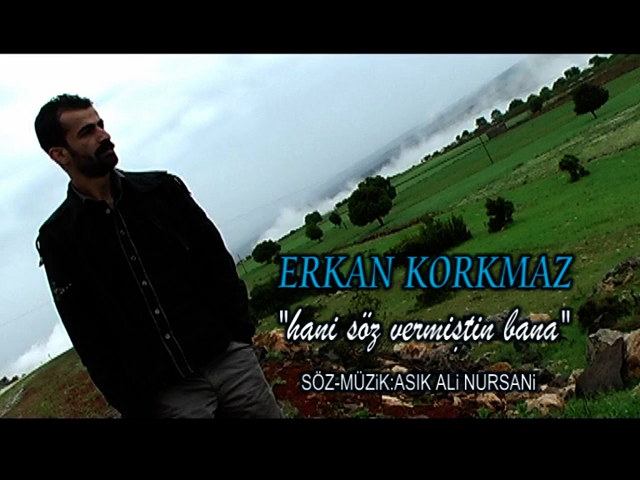 ERKAN KORKMAZ
"hani söz vermiştin bana"
SÖZ-MÜZiK:ASIK ALi NURSANi